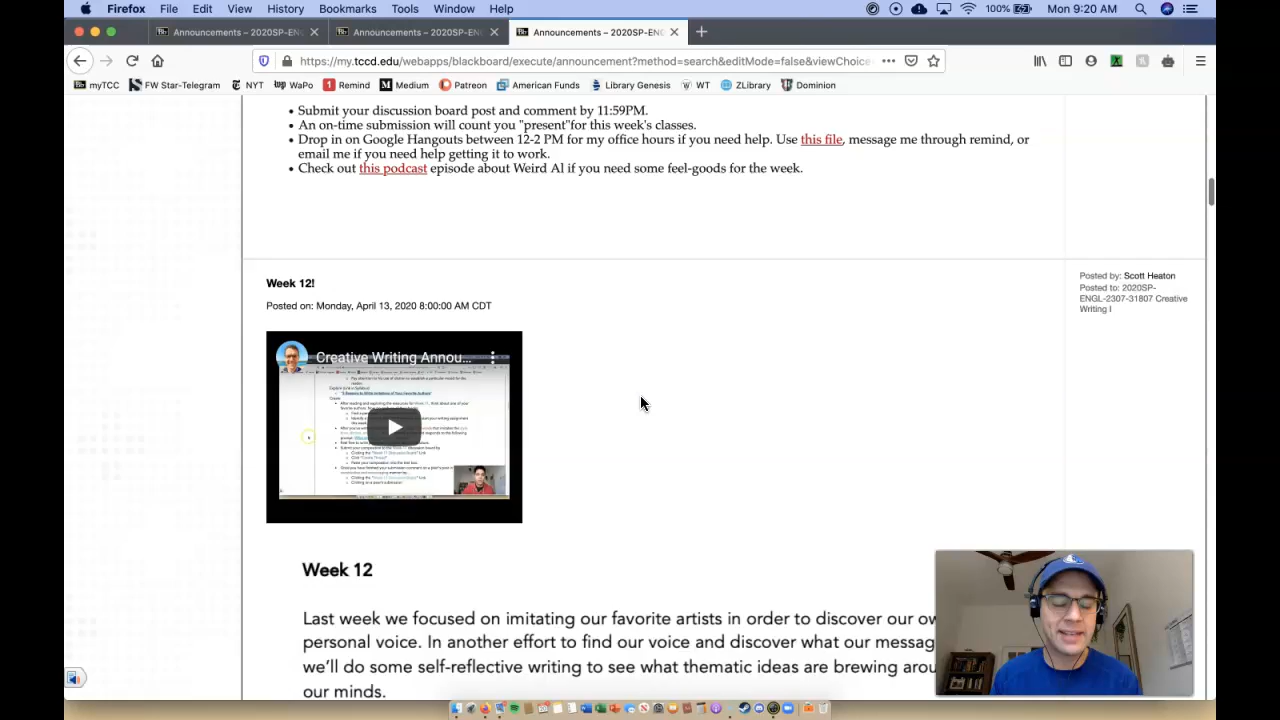 Firefox File Edit View History Bookmarks Tools Window Help 100% Mon 9:20 AM
Announcements – 2020SP-ENG Announcements – 2020SP-ENG Announcements – 2020SP-ENG
https://my.tccd.edu/webapps/blackboard/execute/announcement?method=search&editMode=false&viewChoice=
myTCC FW Star-Telegram NYT WaPo Remind Medium Patreon American Funds Library Genesis WT ZLibrary Dominion
• Submit your discussion board post and comment by 11:59PM.
• An on-time submission will count you "present"for this week's classes.
• Drop in on Google Hangouts between 12-2 PM for my office hours if you need help. Use this file, message me through remind, or
email me if you need help getting it to work.
• Check out this podcast episode about Weird Al if you need some feel-goods for the week.
Week 12!
Posted on: Monday, April 13, 2020 8:00:00 AM CDT
Posted by: Scott Heaton
Posted to: 2020SP-
ENGL-2307-31807 Creative
Writing I
Creative Writing Annou...
Week 12
Last week we focused on imitating our favorite artists in order to discover our ow
personal voice. In another effort to find our voice and discover what our messag
we'll do some self-reflective writing to see what thematic ideas are brewing arou
our minds.